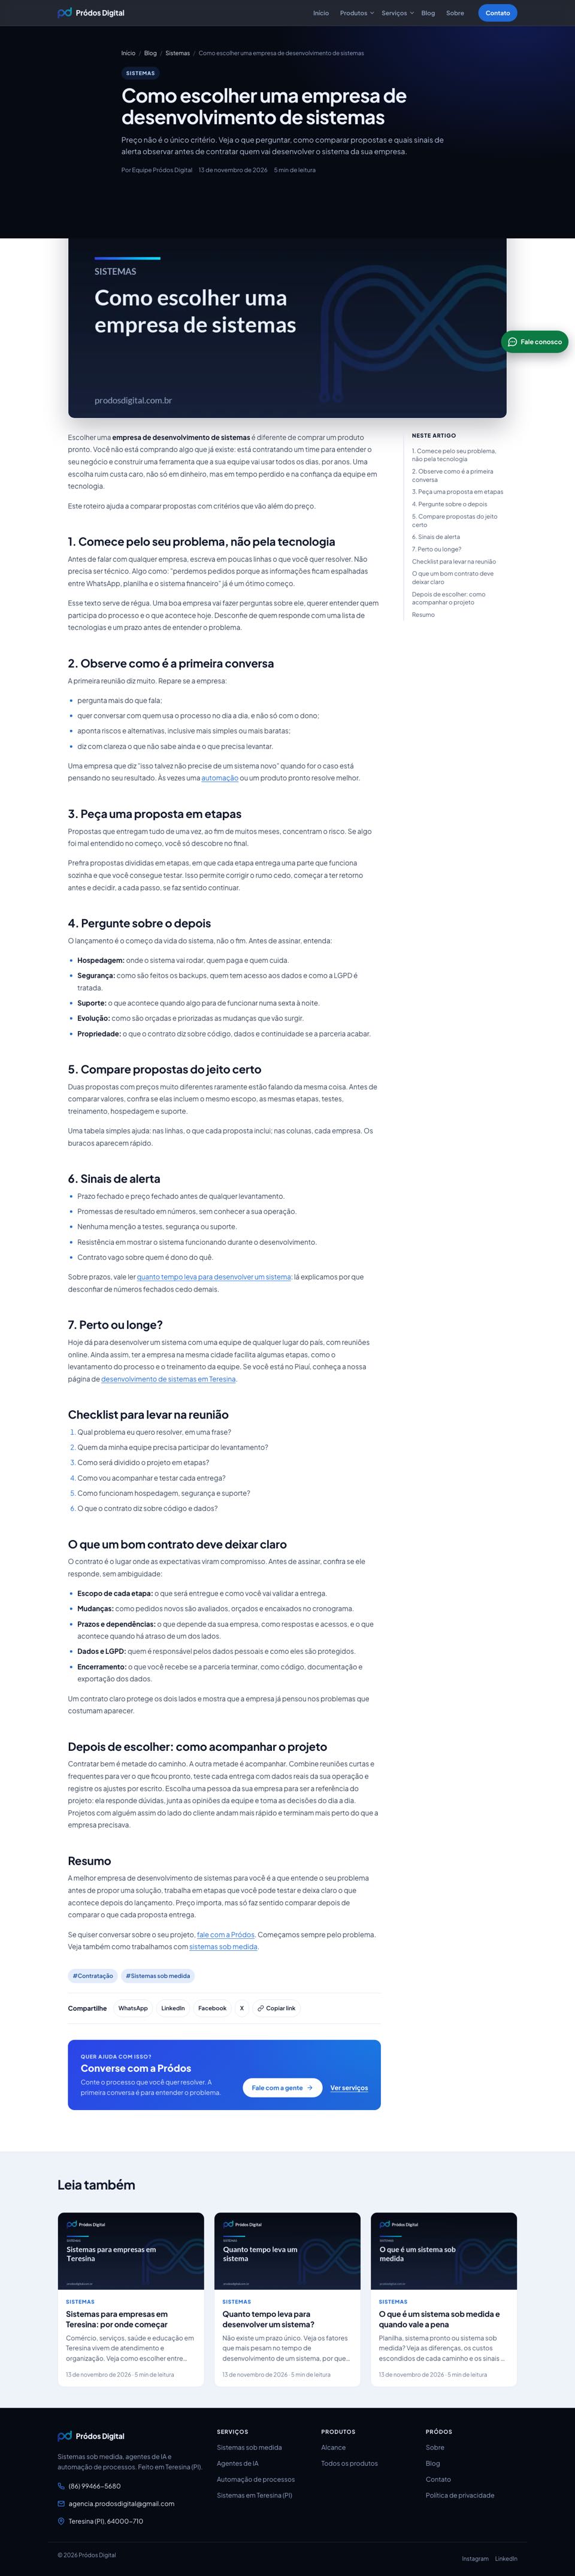 Pródos Digital
Início
Produtos
Serviços
Blog
Sobre
Contato
Início / Blog / Sistemas / Como escolher uma empresa de desenvolvimento de sistemas
SISTEMAS
Como escolher uma empresa de
desenvolvimento de sistemas
Preço não é o único critério. Veja o que perguntar, como comparar propostas e quais sinais de
alerta observar antes de contratar quem vai desenvolver o sistema da sua empresa.
Por Equipe Pródos Digital 13 de novembro de 2026 5 min de leitura
SISTEMAS
Como escolher uma
empresa de sistemas
prodosdigital.com.br
Fale conosco
Escolher uma empresa de desenvolvimento de sistemas é diferente de comprar um produto
pronto. Você não está comprando algo que já existe: está contratando um time para entender o
seu negócio e construir uma ferramenta que a sua equipe vai usar todos os dias, por anos. Uma
escolha ruim custa caro, não só em dinheiro, mas em tempo perdido e na confiança da equipe em
tecnologia.
Este roteiro ajuda a comparar propostas com critérios que vão além do preço.
1. Comece pelo seu problema, não pela tecnologia
Antes de falar com qualquer empresa, escreva em poucas linhas o que você quer resolver. Não
precisa ser técnico. Algo como: "perdemos pedidos porque as informações ficam espalhadas
entre WhatsApp, planilha e o sistema financeiro" já é um ótimo começo.
Esse texto serve de régua. Uma boa empresa vai fazer perguntas sobre ele, querer entender quem
participa do processo e o que acontece hoje. Desconfie de quem responde com uma lista de
tecnologias e um prazo antes de entender o problema.
2. Observe como é a primeira conversa
A primeira reunião diz muito. Repare se a empresa:
pergunta mais do que fala;
quer conversar com quem usa o processo no dia a dia, e não só com o dono;
aponta riscos e alternativas, inclusive mais simples ou mais baratas;
diz com clareza o que não sabe ainda e o que precisa levantar.
Uma empresa que diz "isso talvez não precise de um sistema novo" quando for o caso está
pensando no seu resultado. Às vezes uma automação ou um produto pronto resolve melhor.
3. Peça uma proposta em etapas
Propostas que entregam tudo de uma vez, ao fim de muitos meses, concentram o risco. Se algo
foi mal entendido no começo, você só descobre no final.
Prefira propostas divididas em etapas, em que cada etapa entrega uma parte que funciona
sozinha e que você consegue testar. Isso permite corrigir o rumo cedo, começar a ter retorno
antes e decidir, a cada passo, se faz sentido continuar.
4. Pergunte sobre o depois
O lançamento é o começo da vida do sistema, não o fim. Antes de assinar, entenda:
Hospedagem: onde o sistema vai rodar, quem paga e quem cuida.
Segurança: como são feitos os backups, quem tem acesso aos dados e como a LGPD é
tratada.
Suporte: o que acontece quando algo para de funcionar numa sexta à noite.
Evolução: como são orçadas e priorizadas as mudanças que vão surgir.
Propriedade: o que o contrato diz sobre código, dados e continuidade se a parceria acabar.
5. Compare propostas do jeito certo
Duas propostas com preços muito diferentes raramente estão falando da mesma coisa. Antes de
comparar valores, confira se elas incluem o mesmo escopo, as mesmas etapas, testes,
treinamento, hospedagem e suporte.
Uma tabela simples ajuda: nas linhas, o que cada proposta inclui; nas colunas, cada empresa. Os
buracos aparecem rápido.
6. Sinais de alerta
Prazo fechado e preço fechado antes de qualquer levantamento.
Promessas de resultado em números, sem conhecer a sua operação.
Nenhuma menção a testes, segurança ou suporte.
Resistência em mostrar o sistema funcionando durante o desenvolvimento.
Contrato vago sobre quem é dono do quê.
Sobre prazos, vale ler quanto tempo leva para desenvolver um sistema: lá explicamos por que
desconfiar de números fechados cedo demais.
7. Perto ou longe?
Hoje dá para desenvolver um sistema com uma equipe de qualquer lugar do país, com reuniões
online. Ainda assim, ter a empresa na mesma cidade facilita algumas etapas, como o
levantamento do processo e o treinamento da equipe. Se você está no Piauí, conheça a nossa
página de desenvolvimento de sistemas em Teresina.
Checklist para levar na reunião
1. Qual problema eu quero resolver, em uma frase?
2. Quem da minha equipe precisa participar do levantamento?
3. Como será dividido o projeto em etapas?
4. Como vou acompanhar e testar cada entrega?
5. Como funcionam hospedagem, segurança e suporte?
6. O que o contrato diz sobre código e dados?
O que um bom contrato deve deixar claro
O contrato é o lugar onde as expectativas viram compromisso. Antes de assinar, confira se ele
responde, sem ambiguidade:
Escopo de cada etapa: o que será entregue e como você vai validar a entrega.
Mudanças: como pedidos novos são avaliados, orçados e encaixados no cronograma.
Prazos e dependências: o que depende da sua empresa, como respostas e acessos, e o que
acontece quando há atraso de um dos lados.
Dados e LGPD: quem é responsável pelos dados pessoais e como eles são protegidos.
Encerramento: o que você recebe se a parceria terminar, como código, documentação e
exportação dos dados.
Um contrato claro protege os dois lados e mostra que a empresa já pensou nos problemas que
costumam aparecer.
Depois de escolher: como acompanhar o projeto
Contratar bem é metade do caminho. A outra metade é acompanhar. Combine reuniões curtas e
frequentes para ver o que ficou pronto, teste cada entrega com dados reais da sua operação e
registre os ajustes por escrito. Escolha uma pessoa da sua empresa para ser a referência do
projeto: ela responde dúvidas, junta as opiniões da equipe e toma as decisões do dia a dia.
Projetos com alguém assim do lado do cliente andam mais rápido e terminam mais perto do que a
empresa precisava.
Resumo
A melhor empresa de desenvolvimento de sistemas para você é a que entende o seu problema
antes de propor uma solução, trabalha em etapas que você pode testar e deixa claro o que
acontece depois do lançamento. Preço importa, mas só faz sentido comparar depois de
comparar o que cada proposta entrega.
Se quiser conversar sobre o seu projeto, fale com a Pródos. Começamos sempre pelo problema.
Veja também como trabalhamos com sistemas sob medida.
#Contratação #Sistemas sob medida
Compartilhe WhatsApp LinkedIn Facebook X Copiar link
QUER AJUDA COM ISSO?
Converse com a Pródos
Conte o processo que você quer resolver. A
primeira conversa é para entender o problema.
Fale com a gente
Ver serviços
NESTE ARTIGO
1. Comece pelo seu problema,
não pela tecnologia
2. Observe como é a primeira
conversa
3. Peça uma proposta em etapas
4. Pergunte sobre o depois
5. Compare propostas do jeito
certo
6. Sinais de alerta
7. Perto ou longe?
Checklist para levar na reunião
O que um bom contrato deve
deixar claro
Depois de escolher: como
acompanhar o projeto
Resumo
Leia também
Pródos Digital
SISTEMAS
Sistemas para empresas em
Teresina
SISTEMAS
Sistemas para empresas em
Teresina: por onde começar
Comércio, serviços, saúde e educação em
Teresina vivem de atendimento e
organização. Veja como escolher entre...
13 de novembro de 2026 · 5 min de leitura
Pródos Digital
SISTEMAS
Quanto tempo leva um
sistema
SISTEMAS
Quanto tempo leva para
desenvolver um sistema?
Não existe um prazo único. Veja os fatores
que mais pesam no tempo de
desenvolvimento de um sistema, por que...
13 de novembro de 2026 · 5 min de leitura
Pródos Digital
SISTEMAS
O que é um sistema sob
medida
SISTEMAS
O que é um sistema sob medida e
quando vale a pena
Planilha, sistema pronto ou sistema sob
medida? Veja as diferenças, os custos
escondidos de cada caminho e os sinais ...
13 de novembro de 2026 · 5 min de leitura
Pródos Digital
Sistemas sob medida, agentes de IA e
automação de processos. Feito em Teresina (PI).
(86) 99466-5680
agencia.prodosdigital@gmail.com
Teresina (PI), 64000-710
SERVIÇOS
Sistemas sob medida
Agentes de IA
Automação de processos
Sistemas em Teresina (PI)
PRODUTOS
Alcance
Todos os produtos
PRÓDOS
Sobre
Blog
Contato
Política de privacidade
© 2026 Pródos Digital
Instagram LinkedIn